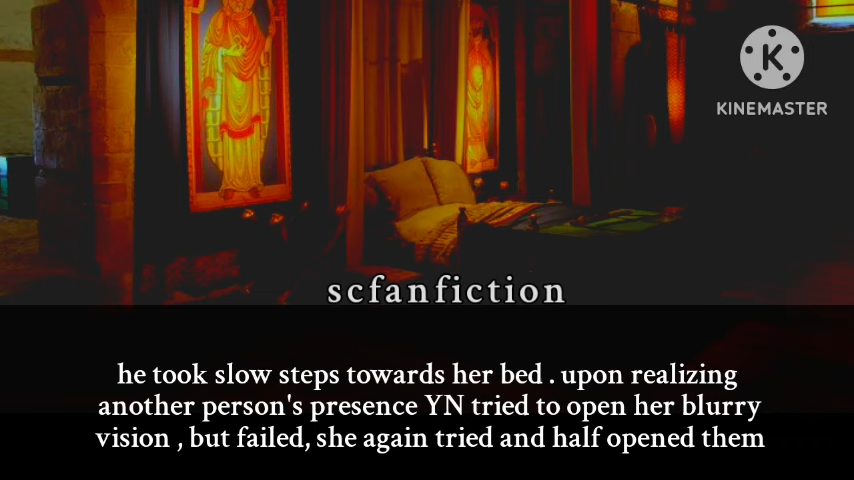 KINEMASTER
scfanfiction
he took slow steps towards her bed . upon realizing
another person's presence YN tried to open her blurry
vision , but failed, she again tried and half opened them